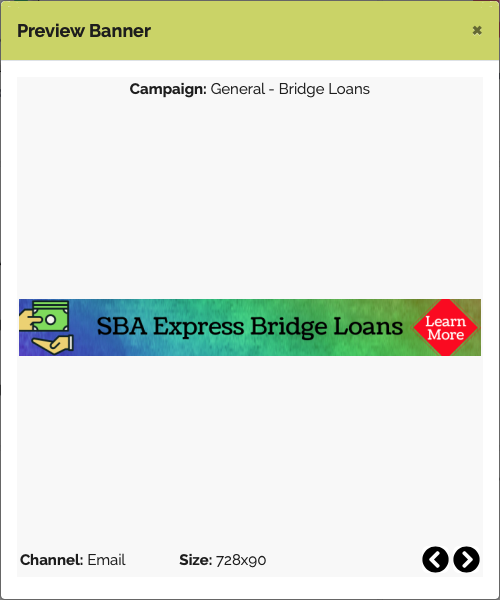 Preview Banner ×
Campaign: General - Bridge Loans
SBA Express Bridge Loans
Learn
More
Channel: Email Size: 728x90